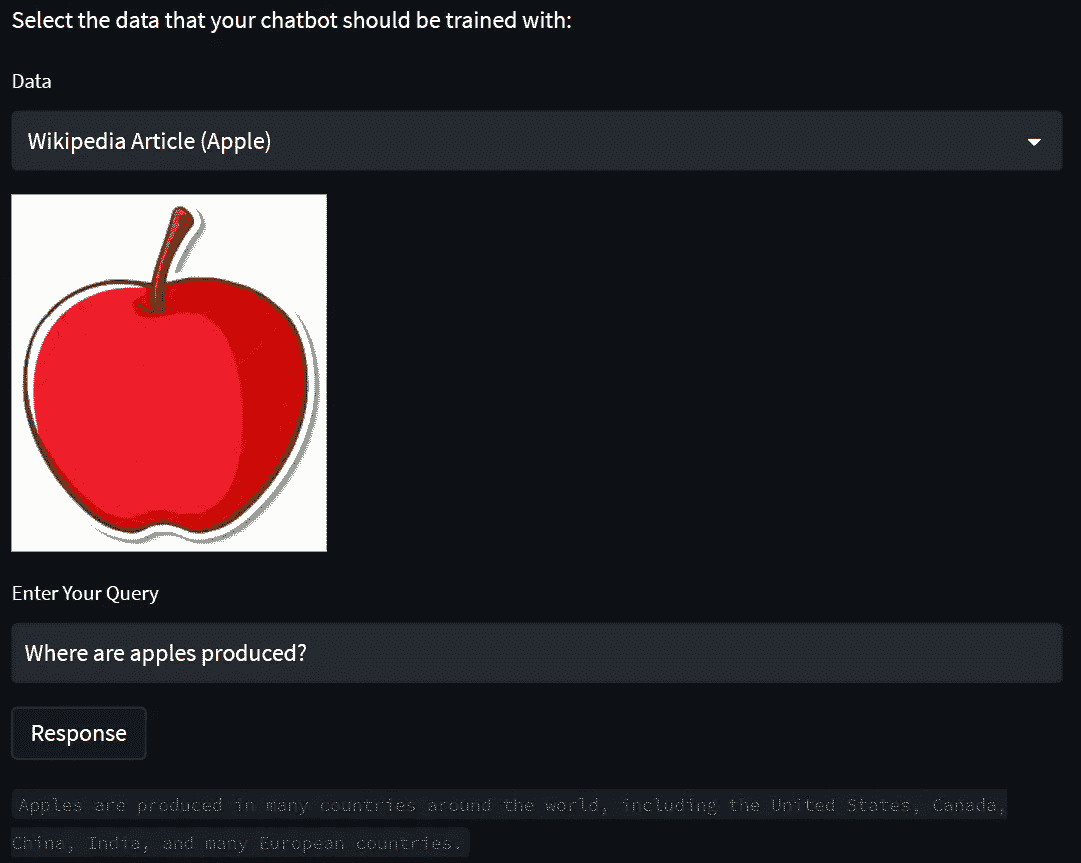 Select the data that your chatbot should be trained with:
Data
Wikipedia Article (Apple)
Enter Your Query
Where are apples produced?
Response
Apples are produced in many countries around the world, including the United States, Canada,
China, India, and many European countries.